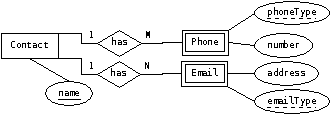 phoneType
1 has M Phone
number
Contact
1 has N Email
address
name
emailType